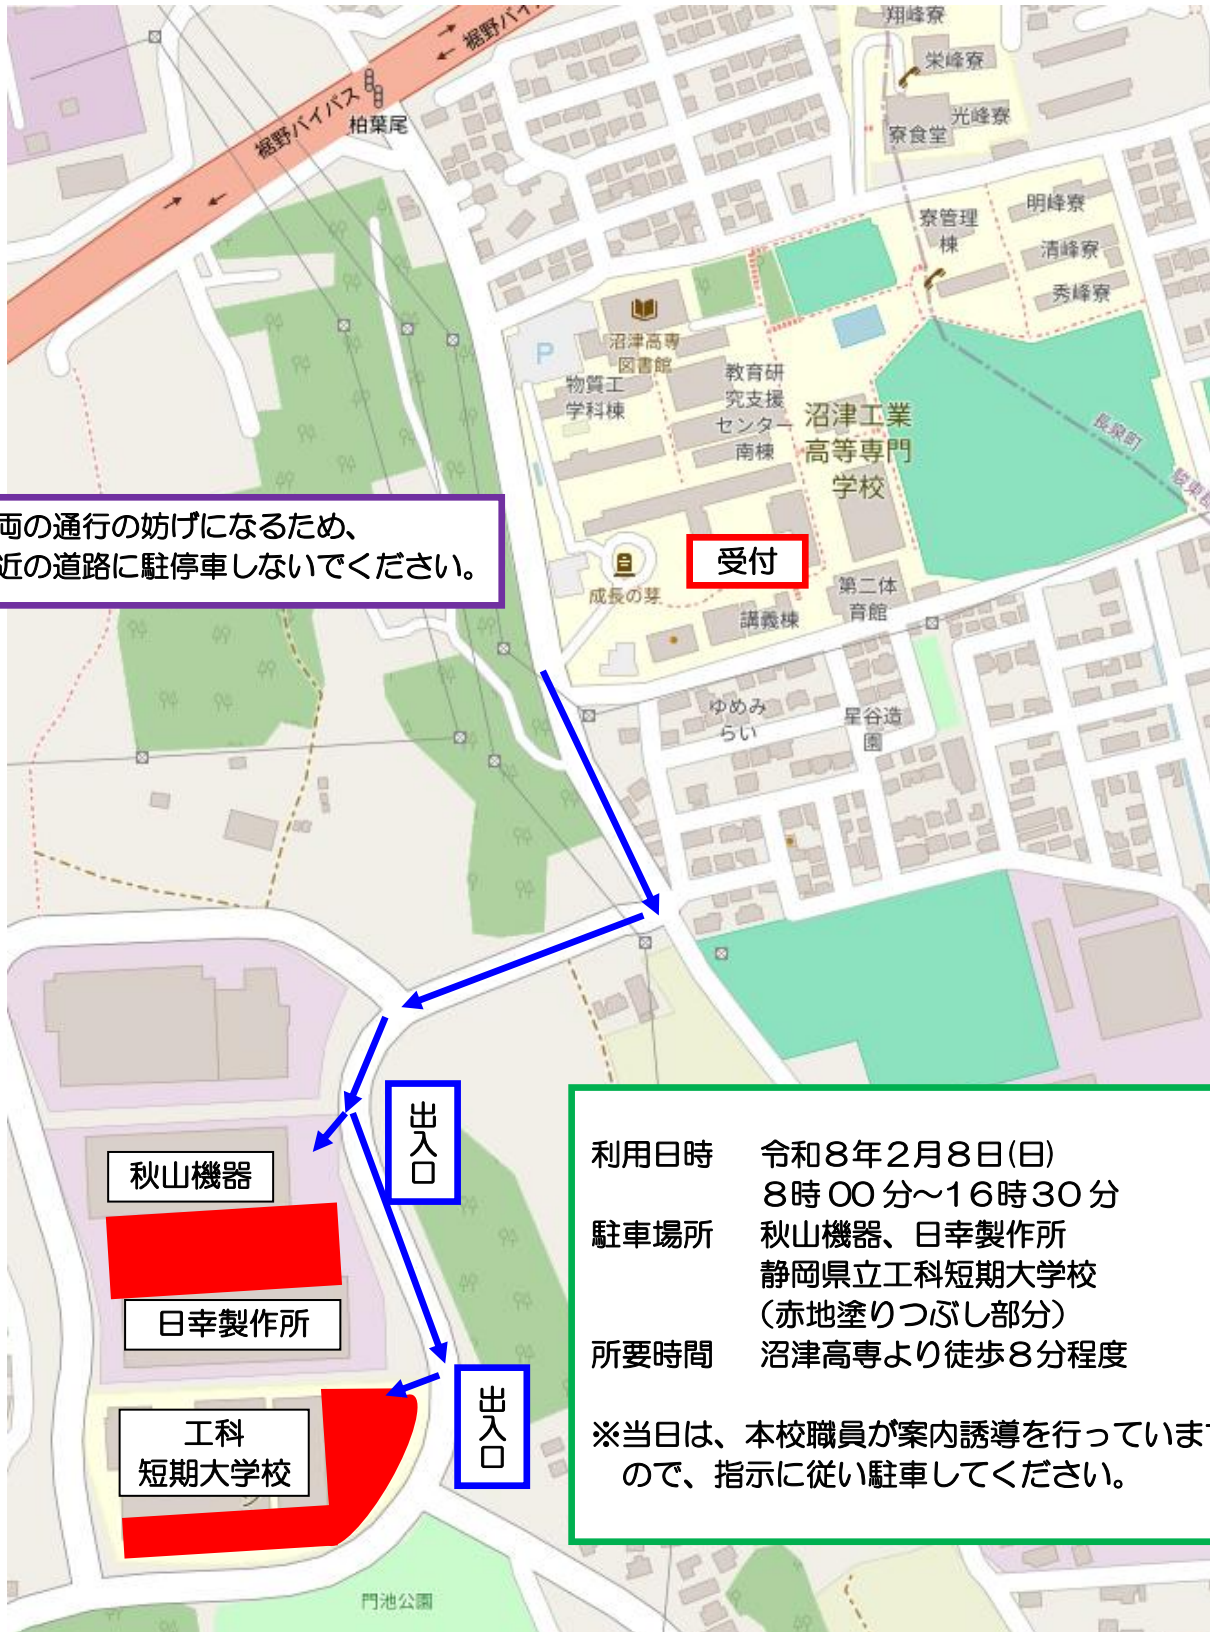 翔峰寮
裾野バイパス
栄峰寮
裾野バイパス
柏葉尾
光峰寮
寮食堂
明峰寮
寮管理
棟
清峰寮
秀峰寮
沼津高専
図書館
P
物質工
学科棟
教育研
究支援
センター
南棟
沼津工業
高等専門
学校
長泉町
両の通行の妨げになるため、
近の道路に駐停車しないでください。
受付
成長の芽
第二体
育館
講義棟
ゆめみ
らい
星谷造
園
出入口
秋山機器
日幸製作所
出入口
工科
短期大学校
利用日時 令和8年2月8日(日)
8時00分~16時30分
駐車場所 秋山機器、日幸製作所
静岡県立工科短期大学校
(赤地塗りつぶし部分)
所要時間 沼津高専より徒歩8分程度
※当日は、本校職員が案内誘導を行っています
ので、指示に従い駐車してください。
門池公園